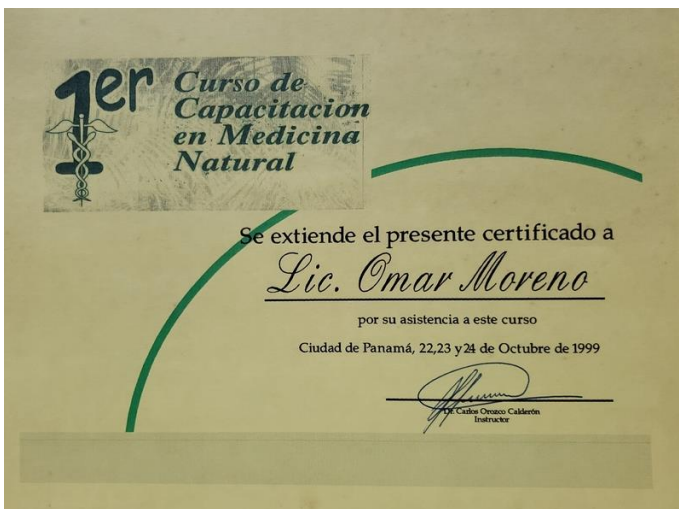 1er
Curso de
Capacitacion
en Medicina
Natural
Se extiende el presente certificado a
Lic. Omar Moreno
por su asistencia a este curso
Ciudad de Panamá, 22,23 y 24 de Octubre de 1999
Dr. Carlos Orozco Calderón
Instructor